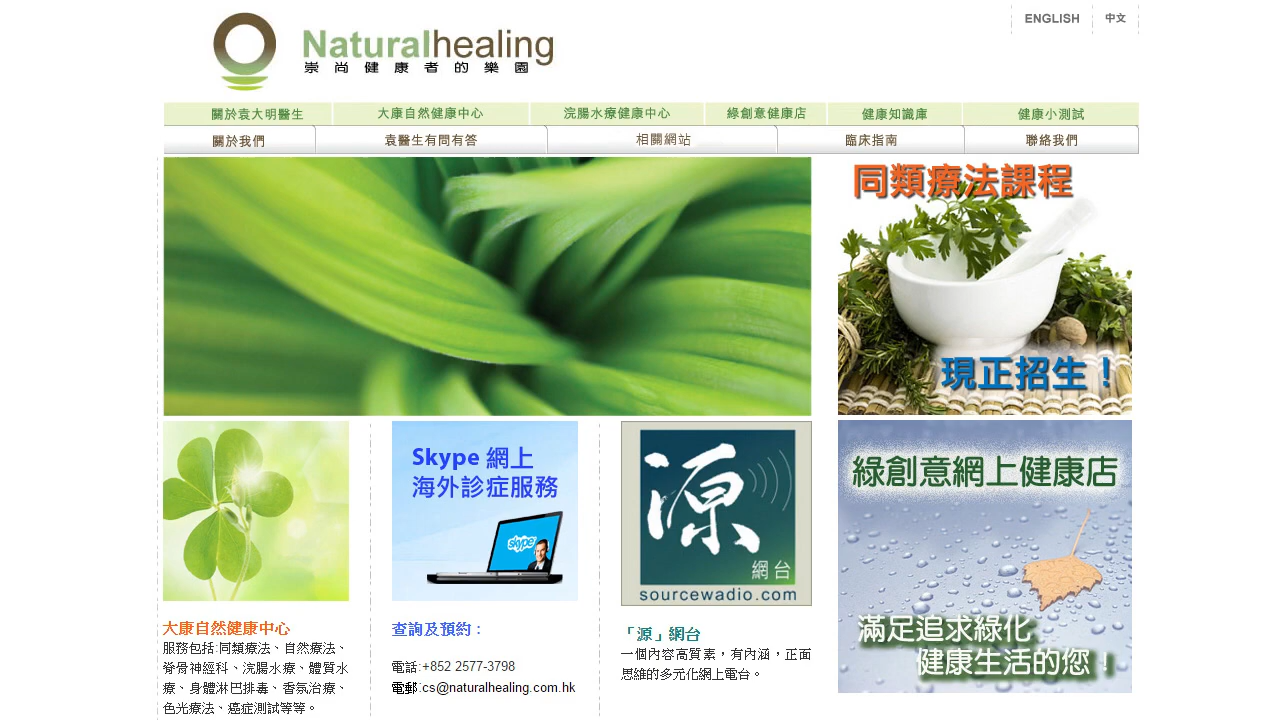 ENGLISH 中文
Naturalhealing
崇尚健康者的樂園
關於袁大明醫生 大康自然健康中心 浣腸水療健康中心 綠創意健康店 健康知識庫 健康小測試
關於我們 袁醫生有問有答 相關網站 臨床指南 聯絡我們
同類療法課程
現正招生！
Skype 網上
海外診症服務
skype
源
網台
sourcewadio.com
綠創意網上健康店
滿足追求綠化
健康生活的您！
大康自然健康中心
服務包括:同類療法、自然療法、
脊骨神經科、浣腸水療、體質水
療、身體淋巴排毒、香氛治療、
色光療法、癌症測試等等。
查詢及預約：
電話:+852 2577-3798
電郵:cs@naturalhealing.com.hk
「源」網台
一個內容高質素，有內涵，正面
思維的多元化網上電台。